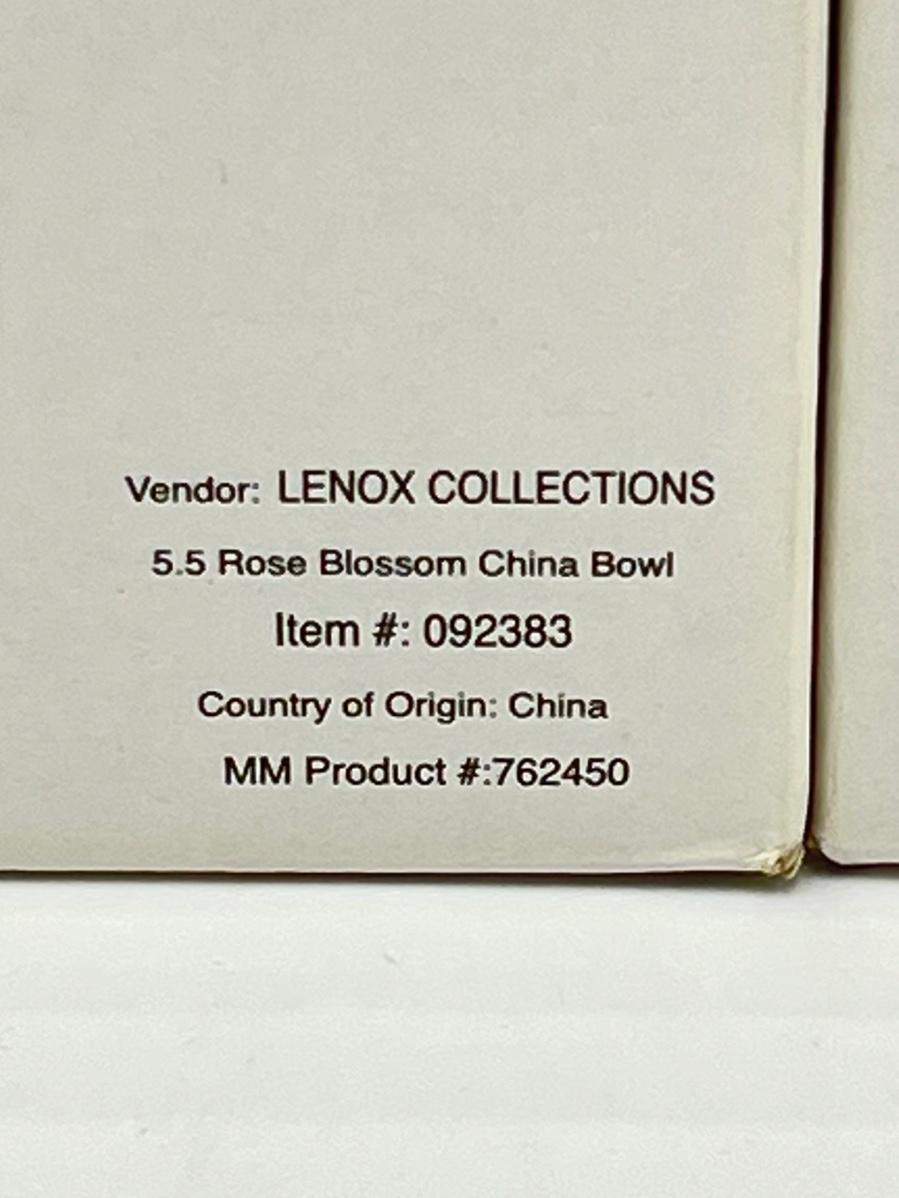 Vendor: LENOX COLLECTIONS
5.5 Rose Blossom China Bowl
Item #: 092383
Country of Origin: China
MM Product #:762450